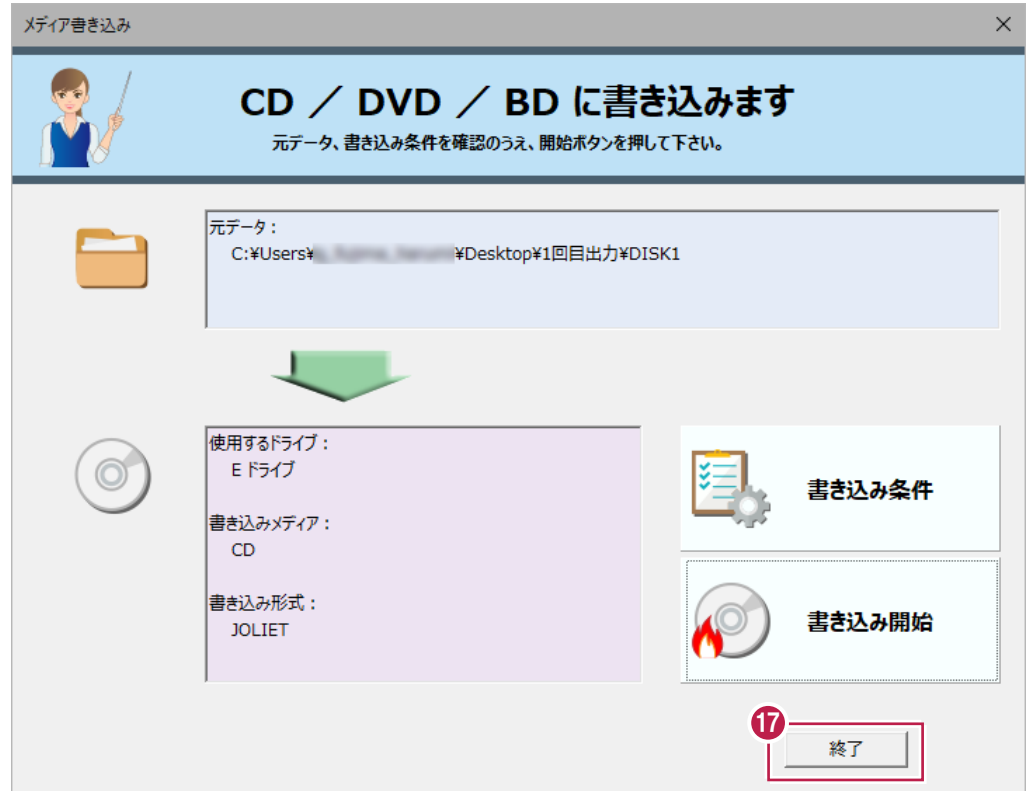 メディア書き込み
CD ／ DVD ／ BD に書き込みます
元データ、書き込み条件を確認のうえ、開始ボタンを押して下さい。
元データ：
C:¥Users¥ ¥Desktop¥1回目出力¥DISK1
使用するドライブ：
E ドライブ
書き込みメディア：
CD
書き込み形式：
JOLIET
書き込み条件
書き込み開始
17
終了